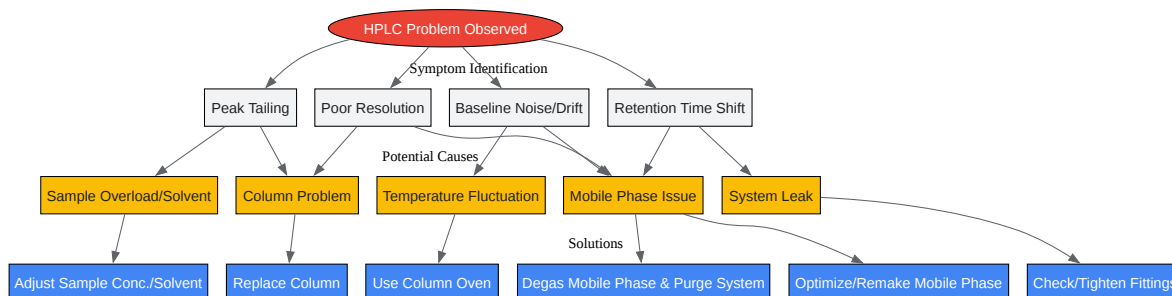 HPLC Problem Observed
Symptom Identification
Peak Tailing
Poor Resolution
Baseline Noise/Drift
Retention Time Shift
Potential Causes
Sample Overload/Solvent
Column Problem
Temperature Fluctuation
Mobile Phase Issue
System Leak
Solutions
Adjust Sample Conc./Solvent
Replace Column
Use Column Oven
Degas Mobile Phase & Purge System
Optimize/Remake Mobile Phase
Check/Tighten Fittings